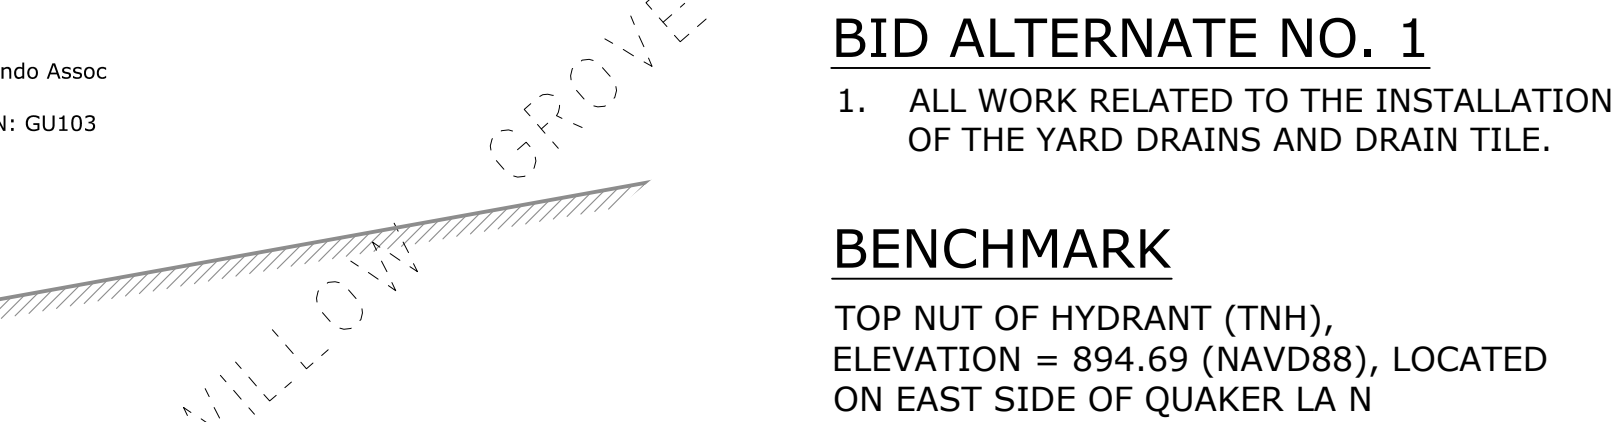 ndo Assoc
N: GU103
WILLOW GROVE
BID ALTERNATE NO. 1
1. ALL WORK RELATED TO THE INSTALLATION
OF THE YARD DRAINS AND DRAIN TILE.
BENCHMARK
TOP NUT OF HYDRANT (TNH),
ELEVATION = 894.69 (NAVD88), LOCATED
ON EAST SIDE OF QUAKER LA N